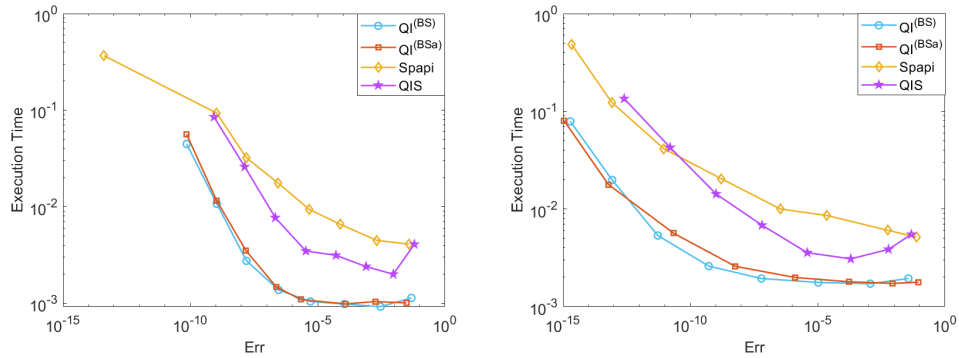 10^0
10^-1
10^-2
10^-3
Execution Time
10^-15
10^-10
10^-5
10^0
Err
QI^(BS)
QI^(BSa)
Spapi
QIS
10^0
10^-1
10^-2
10^-3
Execution Time
10^-15
10^-10
10^-5
10^0
Err
QI^(BS)
QI^(BSa)
Spapi
QIS